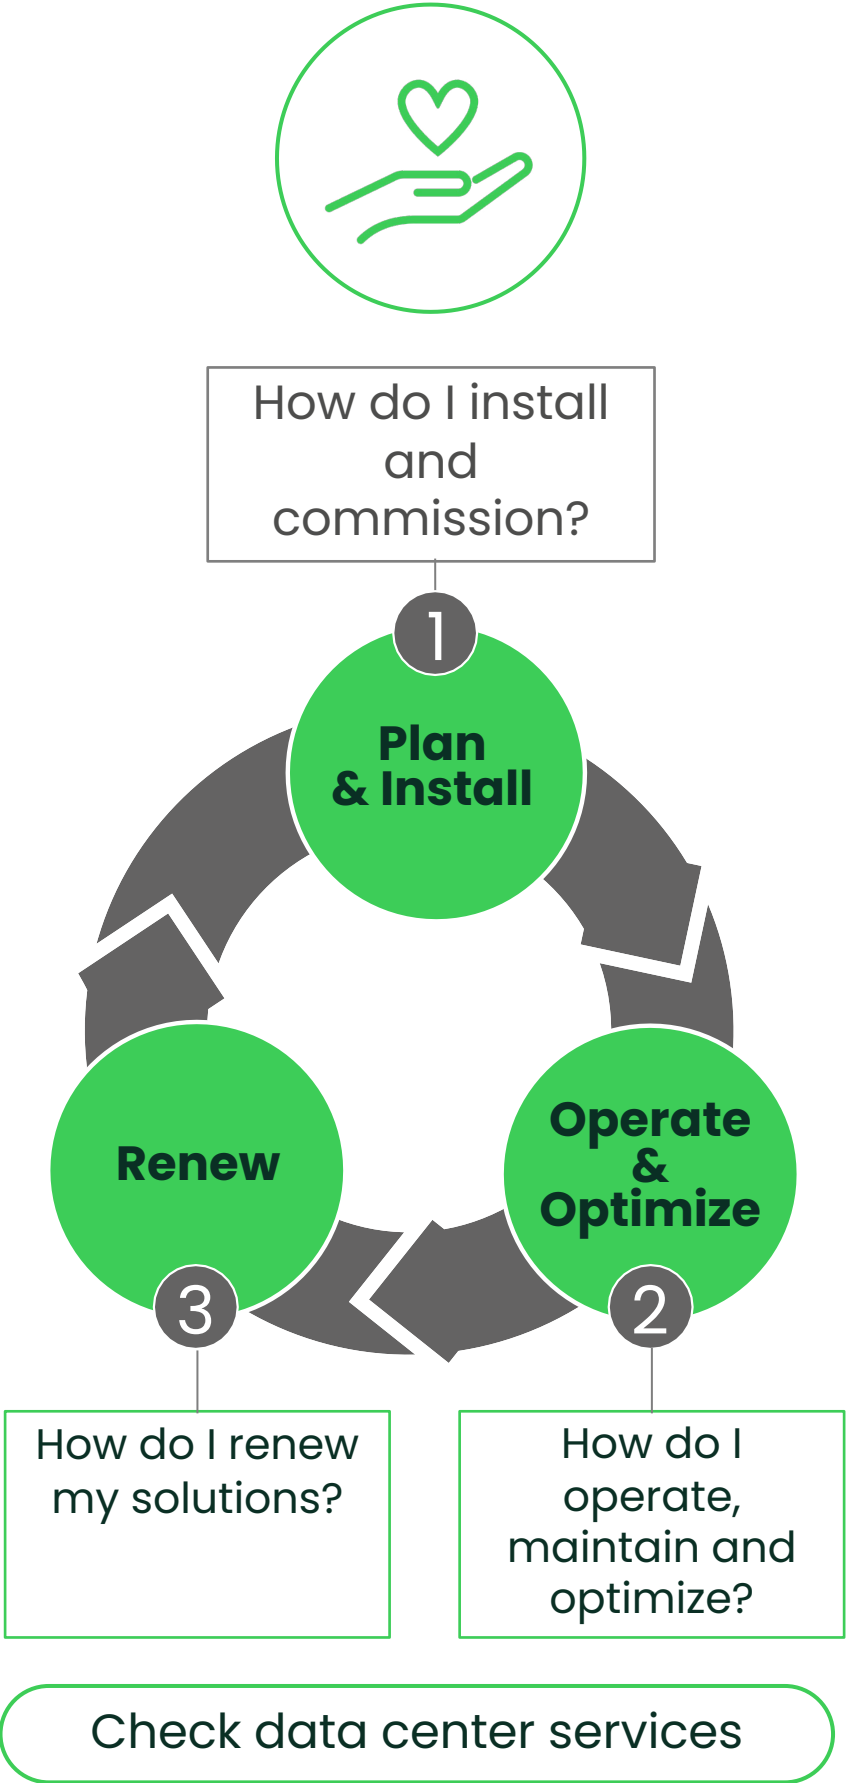 How do I install
and
commission?
1
Plan
& Install
Renew
Operate
&
Optimize
3
2
How do I renew
my solutions?
How do I
operate,
maintain and
optimize?
Check data center services